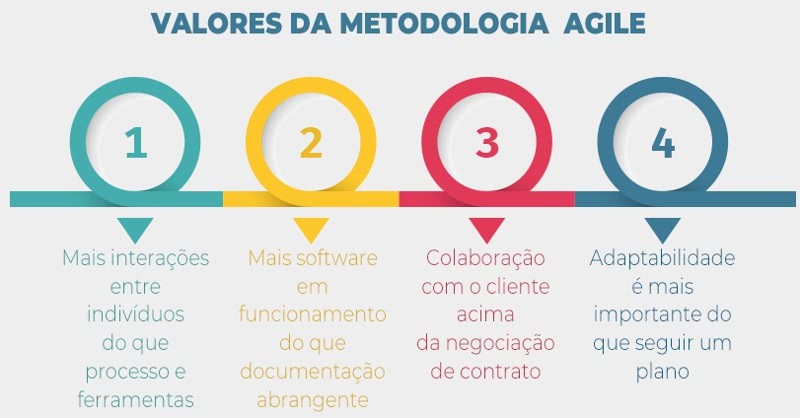 VALORES DA METODOLOGIA AGILE
1
2
3
4
Mais interações
entre
indivíduos
do que
processo e
ferramentas
Mais software
em
funcionamento
do que
documentação
abrangente
Colaboração
com o cliente
acima
da negociação
de contrato
Adaptabilidade
é mais
importante do
que seguir um
plano